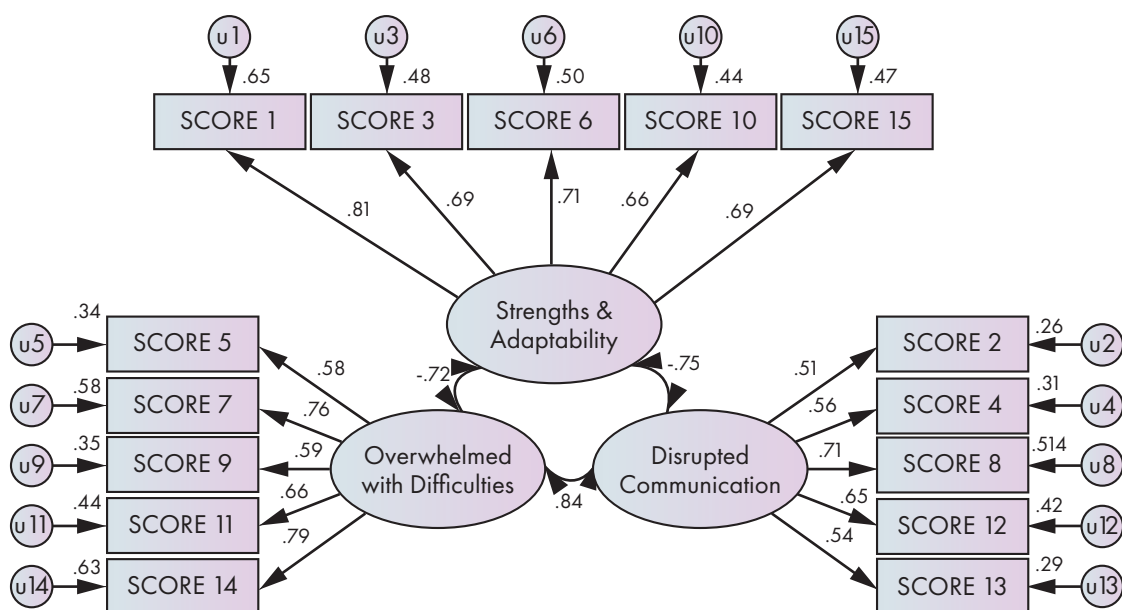 u1 u3 u6 u10 u15
.65 .48 .50 .44 .47
SCORE 1 SCORE 3 SCORE 6 SCORE 10 SCORE 15
.81 .69 .71 .66 .69
Strengths &
Adaptability
-.72 -.75
.34
u5 SCORE 5
.58
.58
u7 SCORE 7
.76
.35
u9 SCORE 9
.59
.44
u11 SCORE 11
.66
.63
u14 SCORE 14
.79
Overwhelmed
with Difficulties
.84
Disrupted
Communication
.51
SCORE 2 .26 u2
.56
SCORE 4 .31 u4
.71
SCORE 8 .514 u8
.65
SCORE 12 .42 u12
.54
SCORE 13 .29 u13